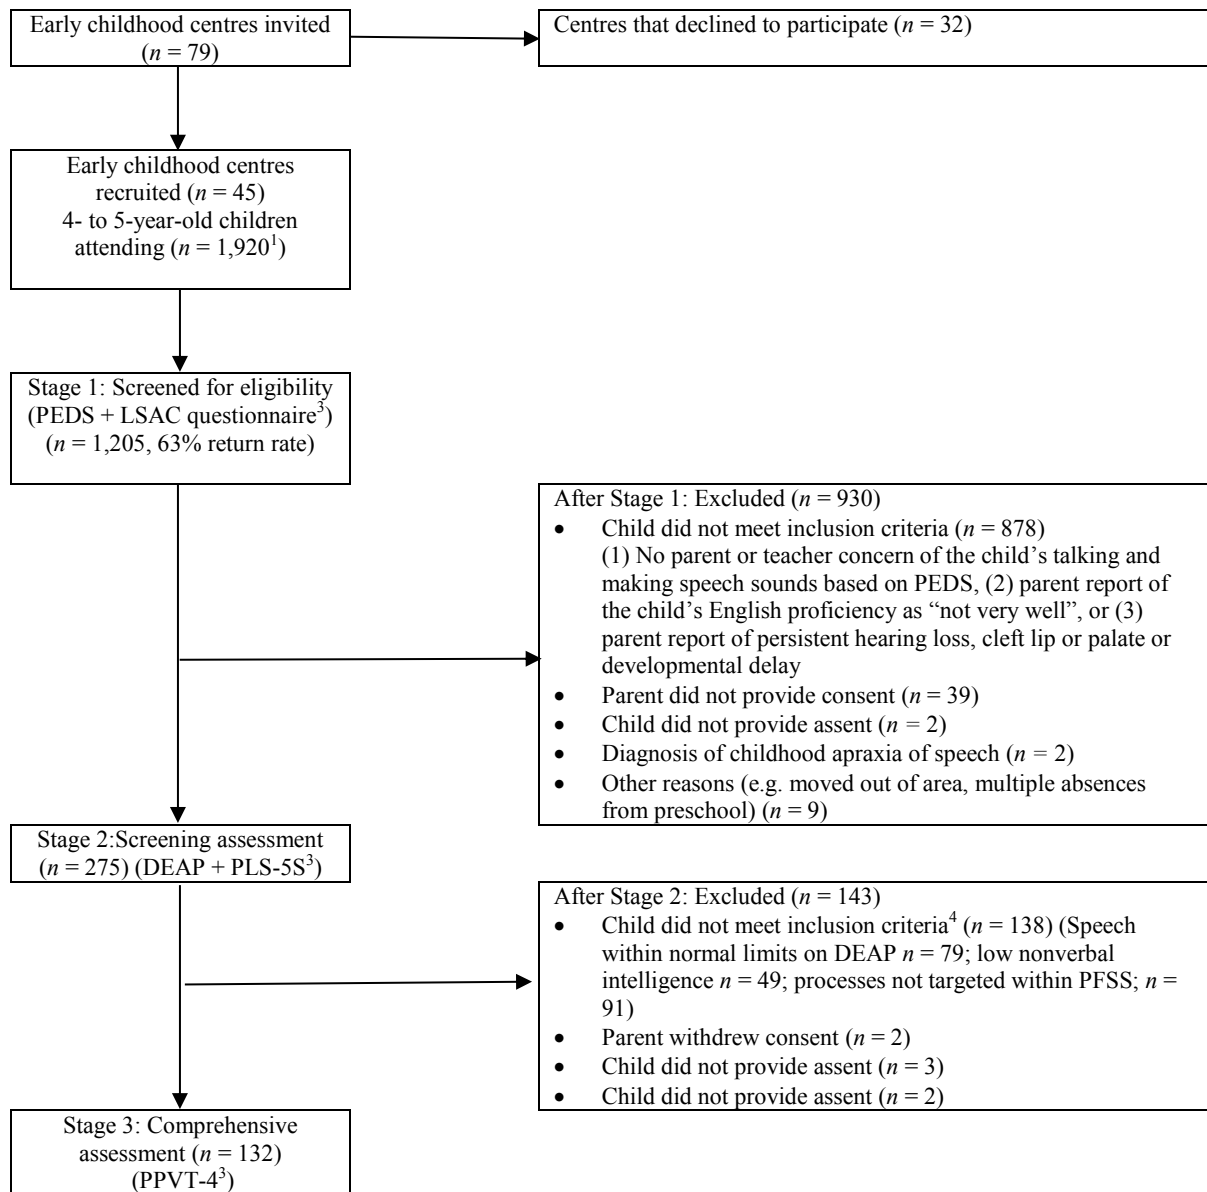 Early childhood centres invited
(n = 79)
Centres that declined to participate (n = 32)
Early childhood centres
recruited (n = 45)
4- to 5-year-old children
attending (n = 1,920¹)
Stage 1: Screened for eligibility
(PEDS + LSAC questionnaire³)
(n = 1,205, 63% return rate)
After Stage 1: Excluded (n = 930)
• Child did not meet inclusion criteria (n = 878)
(1) No parent or teacher concern of the child’s talking and
making speech sounds based on PEDS, (2) parent report of
the child’s English proficiency as “not very well”, or (3)
parent report of persistent hearing loss, cleft lip or palate or
developmental delay
• Parent did not provide consent (n = 39)
• Child did not provide assent (n = 2)
• Diagnosis of childhood apraxia of speech (n = 2)
• Other reasons (e.g. moved out of area, multiple absences
from preschool) (n = 9)
Stage 2:Screening assessment
(n = 275) (DEAP + PLS-5S³)
After Stage 2: Excluded (n = 143)
• Child did not meet inclusion criteria⁴ (n = 138) (Speech
within normal limits on DEAP n = 79; low nonverbal
intelligence n = 49; processes not targeted within PFSS; n =
91)
• Parent withdrew consent (n = 2)
• Child did not provide assent (n = 3)
• Child did not provide assent (n = 2)
Stage 3: Comprehensive
assessment (n = 132)
(PPVT-4³)